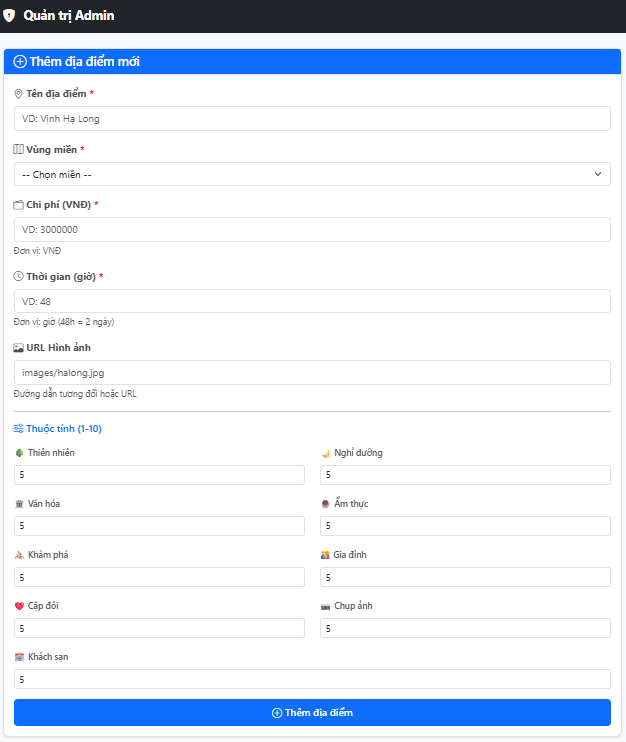 Quản trị Admin
Thêm địa điểm mới
Tên địa điểm *
VD: Vịnh Hạ Long
Vùng miền *
-- Chọn miền --
Chi phí (VNĐ) *
VD: 3000000
Đơn vị: VNĐ
Thời gian (giờ) *
VD: 48
Đơn vị: giờ (48h = 2 ngày)
URL Hình ảnh
images/halong.jpg
Đường dẫn tương đối hoặc URL
Thuộc tính (1-10)
Thiên nhiên
5
Nghỉ dưỡng
5
Văn hóa
5
Ẩm thực
5
Khám phá
5
Gia đình
5
Cặp đôi
5
Chụp ảnh
5
Khách sạn
5
Thêm địa điểm